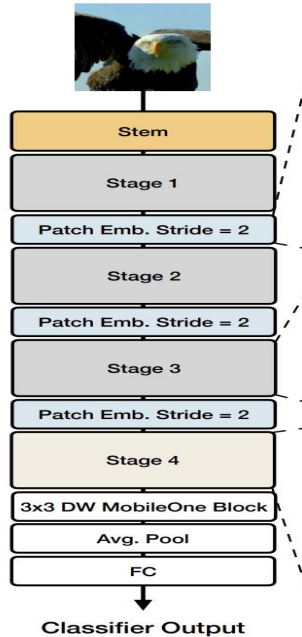 Stem
Stage 1
Patch Emb. Stride = 2
Stage 2
Patch Emb. Stride = 2
Stage 3
Patch Emb. Stride = 2
Stage 4
3x3 DW MobileOne Block
Avg. Pool
FC
Classifier Output